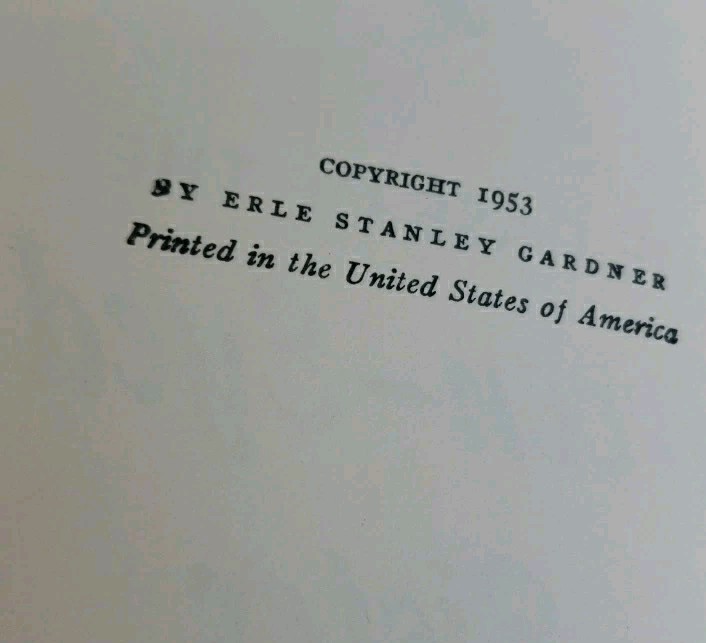 COPYRIGHT 1953
BY ERLE STANLEY GARDNER
Printed in the United States of America